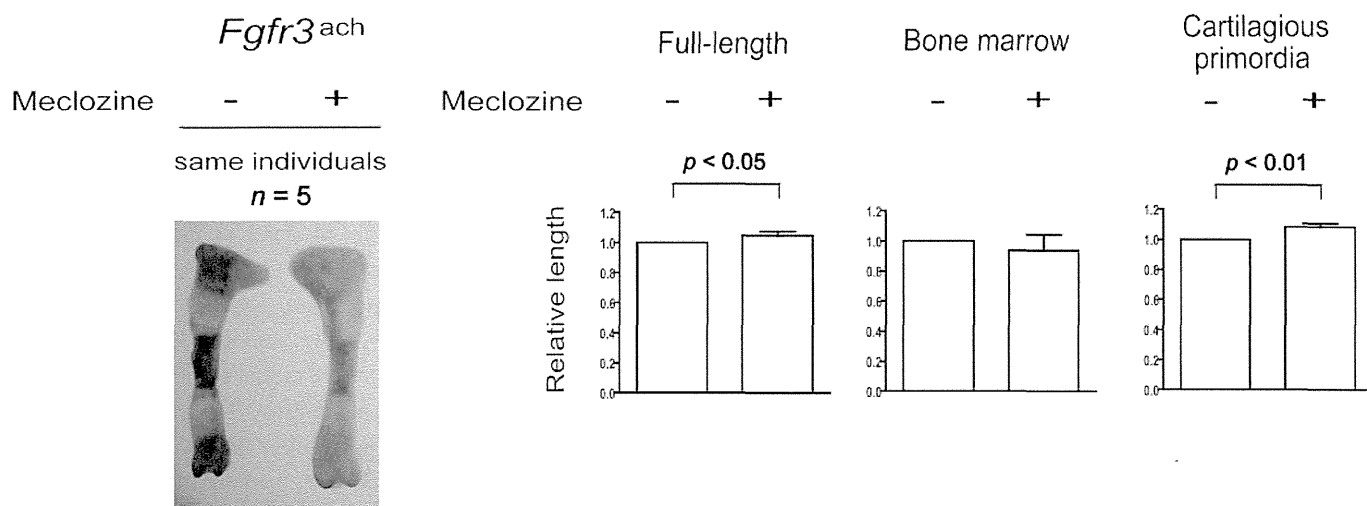 Fgfr3 ach
Meclozine - +
same individuals
n = 5
Meclozine
Full-length
- +
p < 0.05
Relative length
1.2
1.0
0.8
0.6
0.4
0.2
0.0
Bone marrow
- +
1.2
1.0
0.8
0.6
0.4
0.2
0.0
Cartilagious
primordia
- +
p < 0.01
1.2
1.0
0.8
0.6
0.4
0.2
0.0